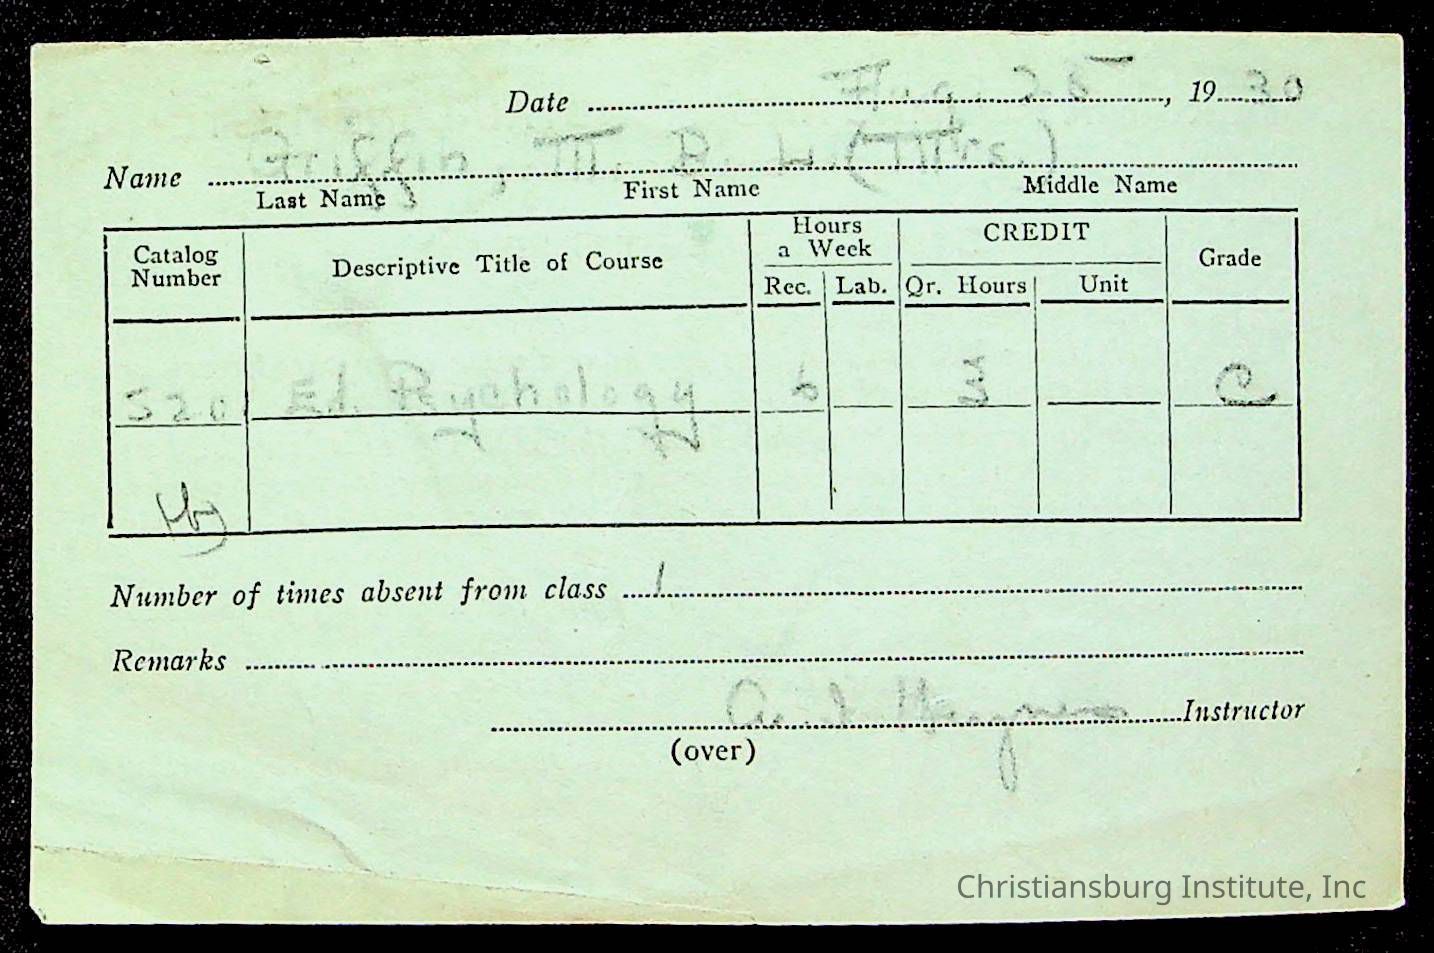 Date Aug. 25, 1930
Name Griffin, M. B. H. (Mrs.)
Last Name First Name Middle Name
Catalog Number Descriptive Title of Course Hours a Week Rec. Lab. CREDIT Qr. Hours Unit Grade
320 Ed. Psychology 6 3 C
Number of times absent from class 1
Remarks
Instructor
(over)
Christiansburg Institute, Inc